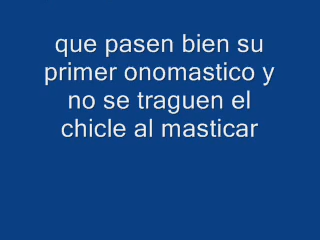 que pasen bien su
primer onomastico y
no se traguen el
chicle al masticar